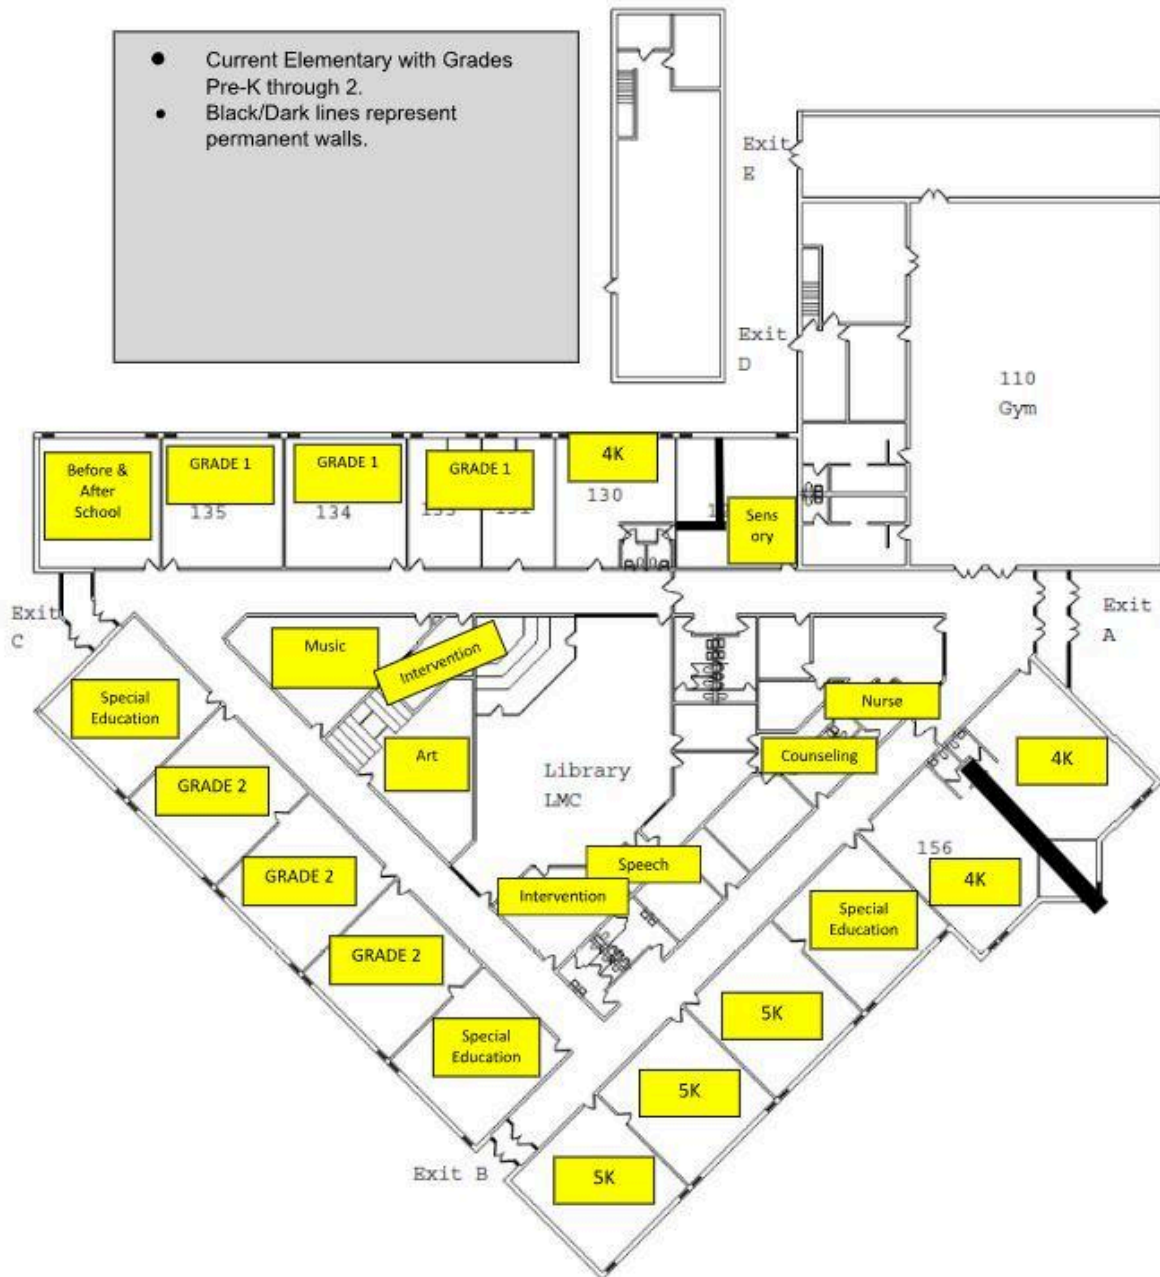 ● Current Elementary with Grades
Pre-K through 2.
● Black/Dark lines represent
permanent walls.
Exit
E
Exit
D
110
Gym
Before &
After
School
GRADE 1
135
GRADE 1
134
GRADE 1
4K
130
Sens
ory
Exit
C
Exit
A
Music
Intervention
Special
Education
Nurse
Art
Counseling
4K
Library
LMC
GRADE 2
156
4K
GRADE 2
Speech
Intervention
Special
Education
GRADE 2
5K
Special
Education
5K
Exit B
5K